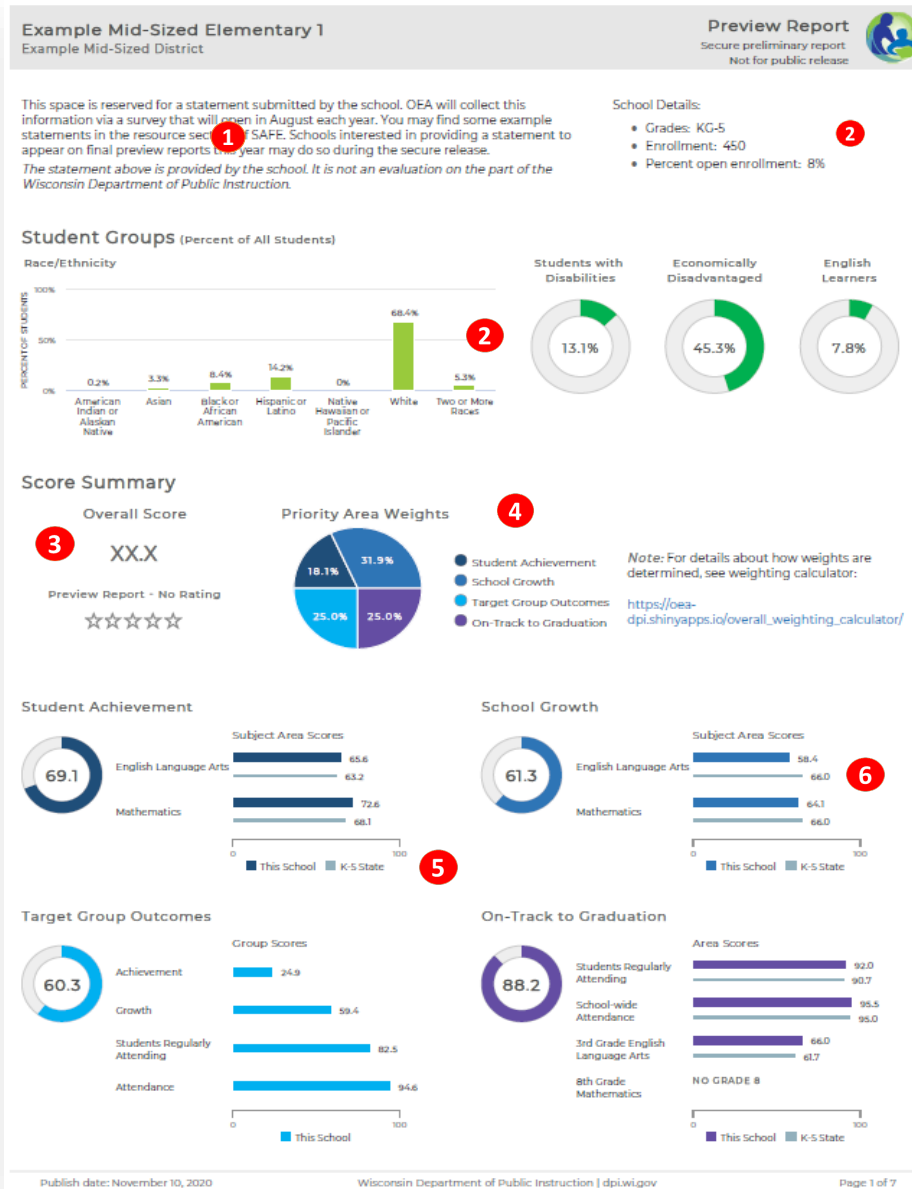 Example Mid-Sized Elementary 1
Example Mid-Sized District
Preview Report
Secure preliminary report
Not for public release
This space is reserved for a statement submitted by the school. OEA will collect this
information via a survey that will open in August each year. You may find some example
statements in the resource of SAFE. Schools interested in providing a statement to
appear on final preview reports year may do so during the secure release.
The statement above is provided by the school. It is not an evaluation on the part of the
Wisconsin Department of Public Instruction.
1
School Details:
• Grades: KG-5
• Enrollment: 450
• Percent open enrollment: 8%
2
Student Groups (Percent of All Students)
Race/Ethnicity
PERCENT OF STUDENTS
100%
50%
0%
0.2%
3.3%
8.4%
14.2%
0%
68.4%
5.3%
American
Indian or
Alaskan
Native
Asian
Black or
African
American
Hispanic or
Latino
Native
Hawaiian or
Pacific
Islander
White
Two or More
Races
2
Students with
Disabilities
13.1%
Economically
Disadvantaged
45.3%
English
Learners
7.8%
Score Summary
Overall Score
3
XX.X
Preview Report - No Rating
Priority Area Weights
4
18.1%
31.9%
25.0%
25.0%
Student Achievement
School Growth
Target Group Outcomes
On-Track to Graduation
Note: For details about how weights are
determined, see weighting calculator:
https://oea-
dpi.shinyapps.io/overall_weighting_calculator/
Student Achievement
69.1
Subject Area Scores
English Language Arts
65.6
63.2
Mathematics
72.6
68.1
0
100
This School
K-5 State
5
School Growth
61.3
Subject Area Scores
English Language Arts
58.4
66.0
6
Mathematics
64.1
66.0
0
100
This School
K-5 State
Target Group Outcomes
60.3
Group Scores
Achievement
24.9
Growth
59.4
Students Regularly
Attending
82.5
Attendance
94.6
0
100
This School
On-Track to Graduation
88.2
Area Scores
Students Regularly
Attending
92.0
90.7
School-wide
Attendance
95.5
95.0
3rd Grade English
Language Arts
66.0
61.7
8th Grade
Mathematics
NO GRADE 8
0
100
This School
K-5 State
Publish date: November 10, 2020
Wisconsin Department of Public Instruction | dpi.wi.gov
Page 1 of 7